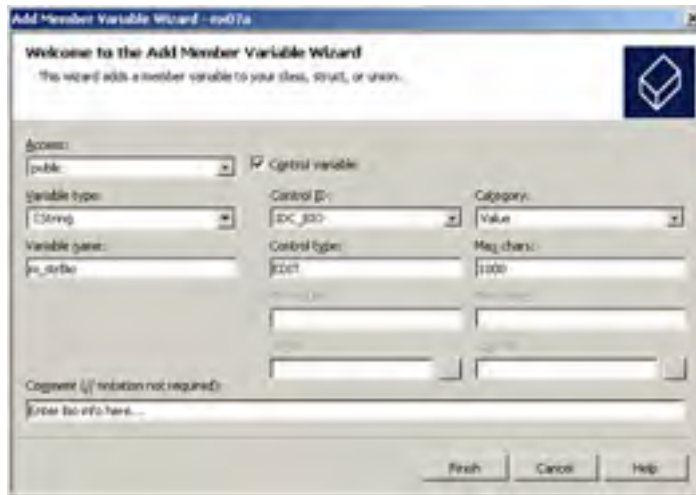 Add Member Variable Wizard - ex07a
Welcome to the Add Member Variable Wizard
This wizard adds a member variable to your class, struct, or union.
Access:
public
Control variable
Variable type:
CString
Control ID:
IDC_BIO
Category:
Value
Variable name:
m_strBio
Control type:
EDIT
Max chars:
1000
Comment (// notation not required):
Enter bio info here...
Finish
Cancel
Help